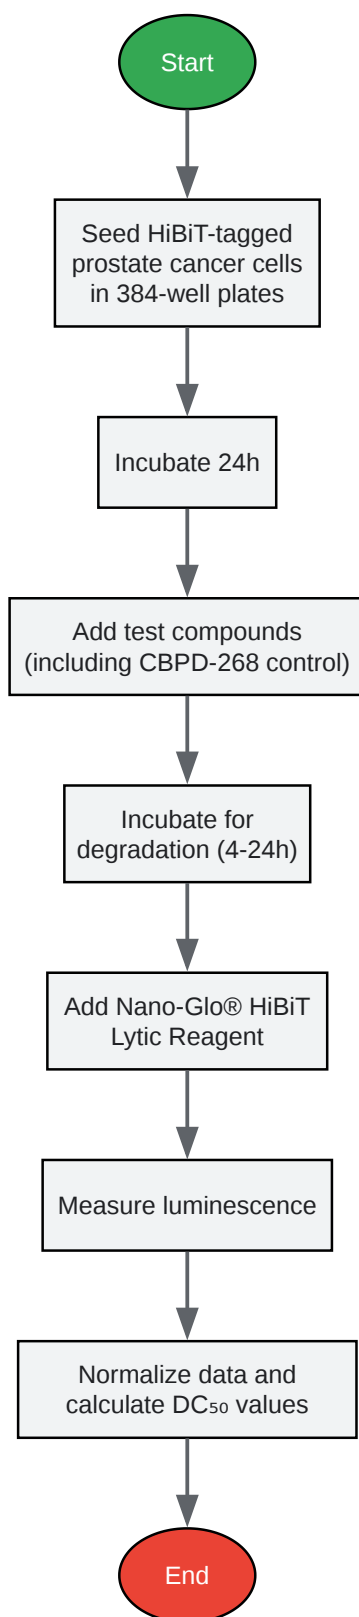 Start
Seed HiBiT-tagged
prostate cancer cells
in 384-well plates
Incubate 24h
Add test compounds
(including CBPD-268 control)
Incubate for
degradation (4-24h)
Add Nano-Glo® HiBiT
Lytic Reagent
Measure luminescence
Normalize data and
calculate DC₅₀ values
End